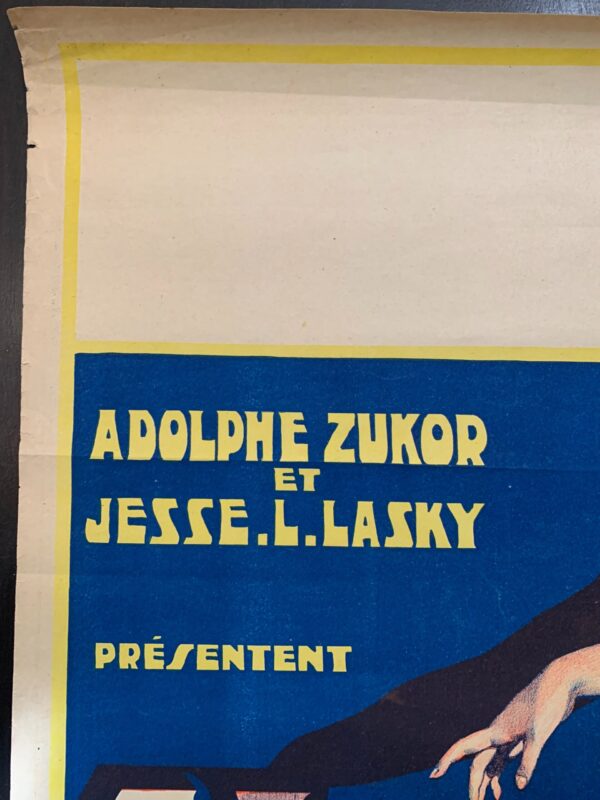 ADOLPHE ZUKOR
ET
JESSE.L.LASKY
PRÉSENTENT